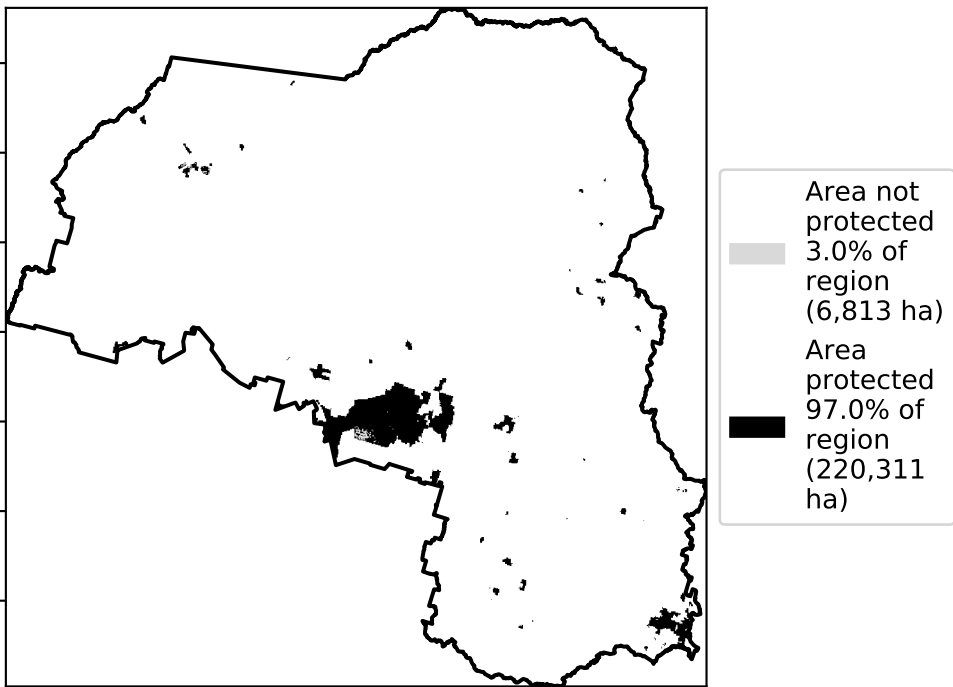 Area not
protected
3.0% of
region
(6,813 ha)
Area
protected
97.0% of
region
(220,311
ha)